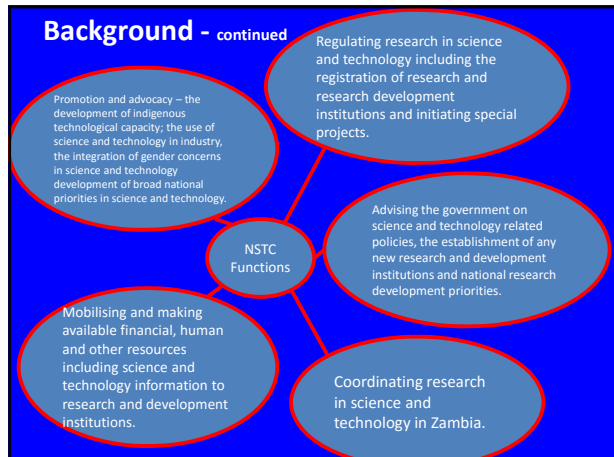 Background - continued
Regulating research in science
and technology including the
registration of research and
research development
institutions and initiating special
projects.
Promotion and advocacy – the
development of indigenous
technological capacity; the use of
science and technology in industry,
the integration of gender concerns
in science and technology
development of broad national
priorities in science and technology.
Advising the government on
science and technology related
policies, the establishment of any
new research and development
institutions and national research
development priorities.
NSTC
Functions
Mobilising and making
available financial, human
and other resources
including science and
technology information to
research and development
institutions.
Coordinating research
in science and
technology in Zambia.